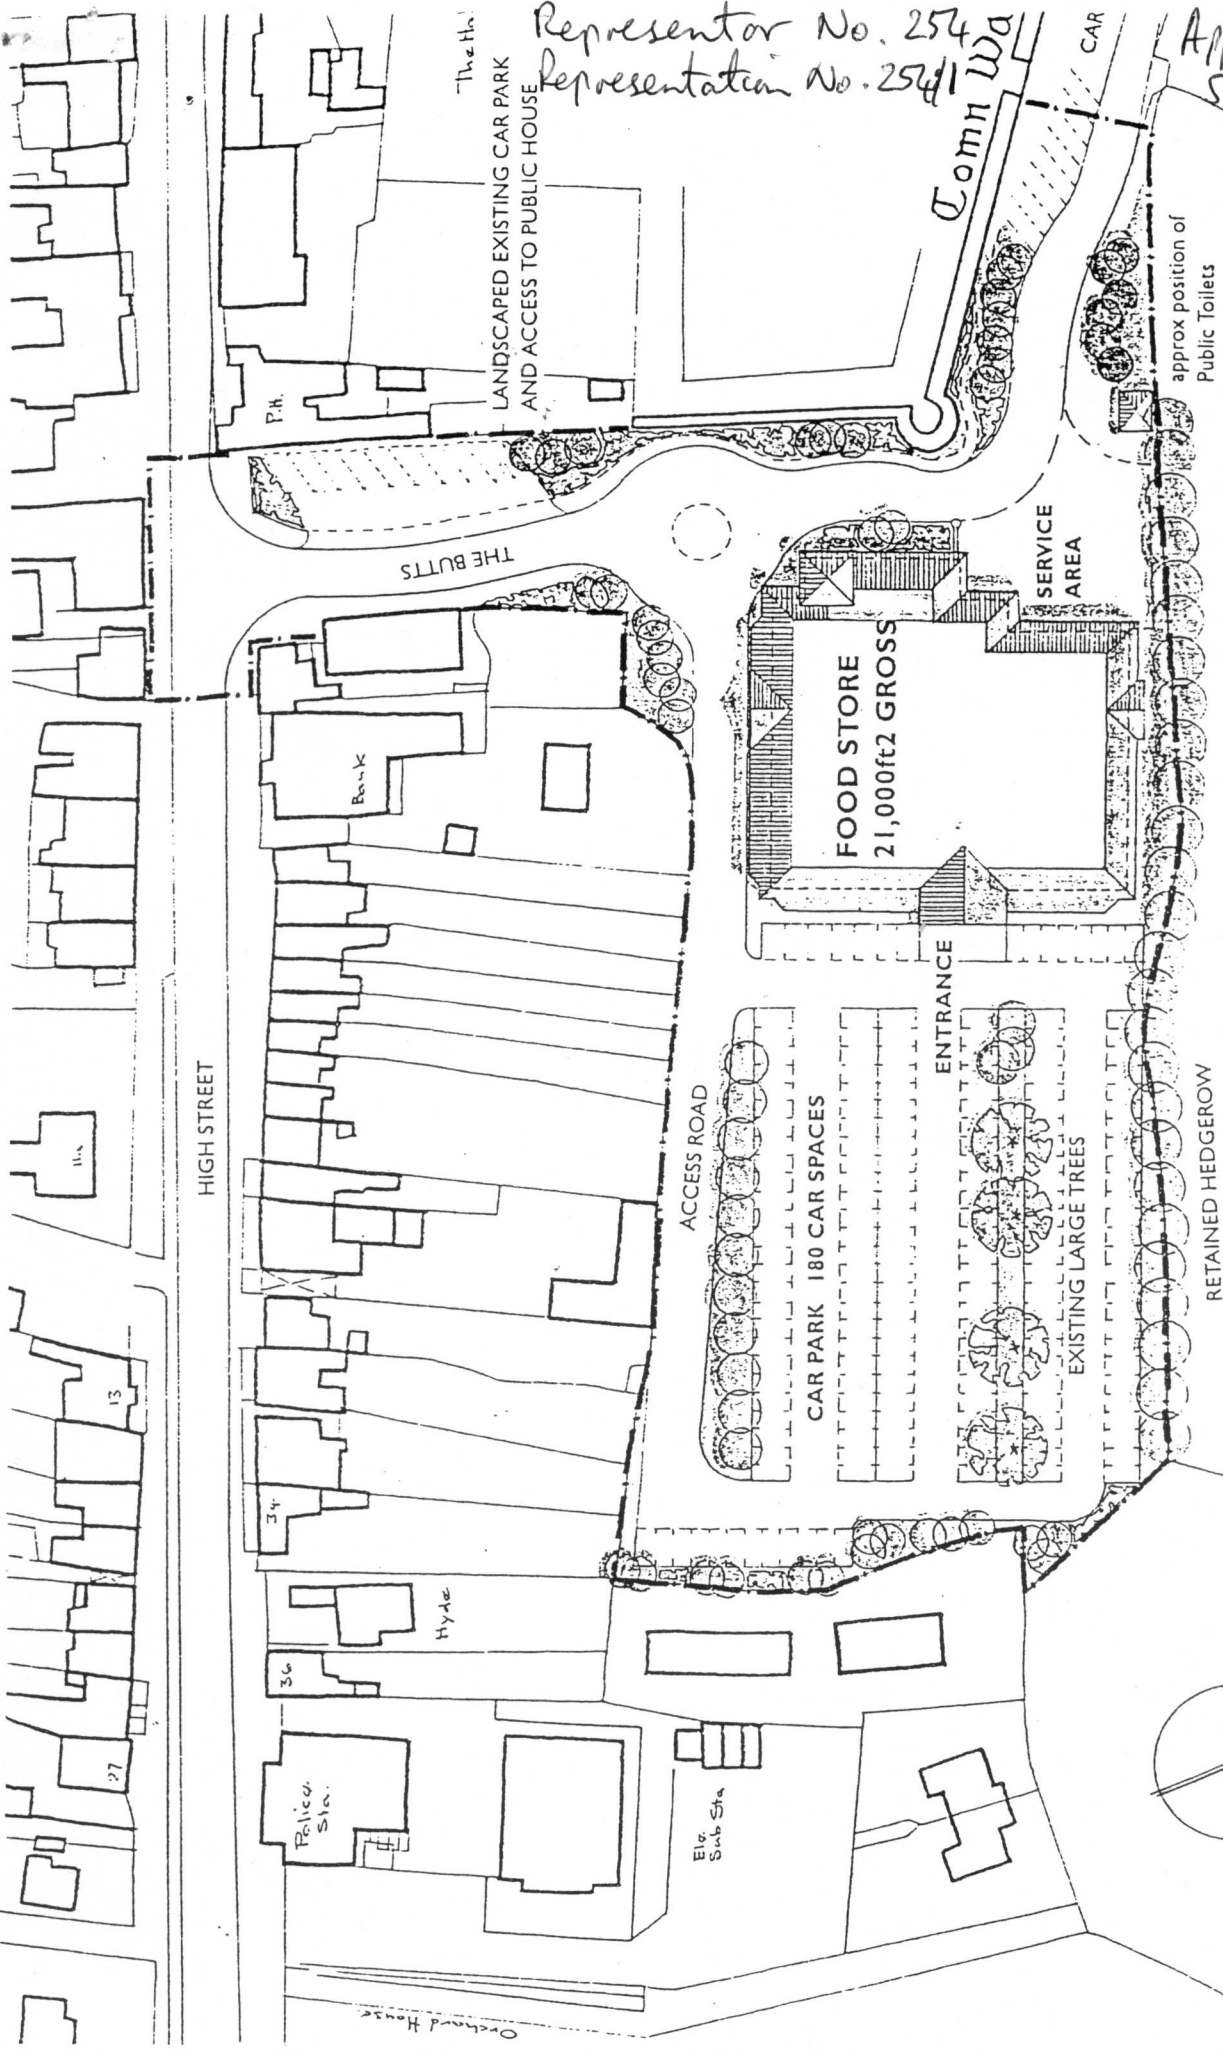 Representor No. 254
Representation No. 254/1
LANDSCAPED EXISTING CAR PARK
AND ACCESS TO PUBLIC HOUSE
CAR
approx position of
Public Toilets
P.H.
THE BUTTS
SERVICE
AREA
FOOD STORE
21,000ft2 GROSS
Bank
ENTRANCE
HIGH STREET
ACCESS ROAD
CAR PARK 180 CAR SPACES
EXISTING LARGE TREES
RETAINED HEDGEROW
13
34
Hyde
36
27
Police
Sta.
Ele.
Sub Sta
Orchard House